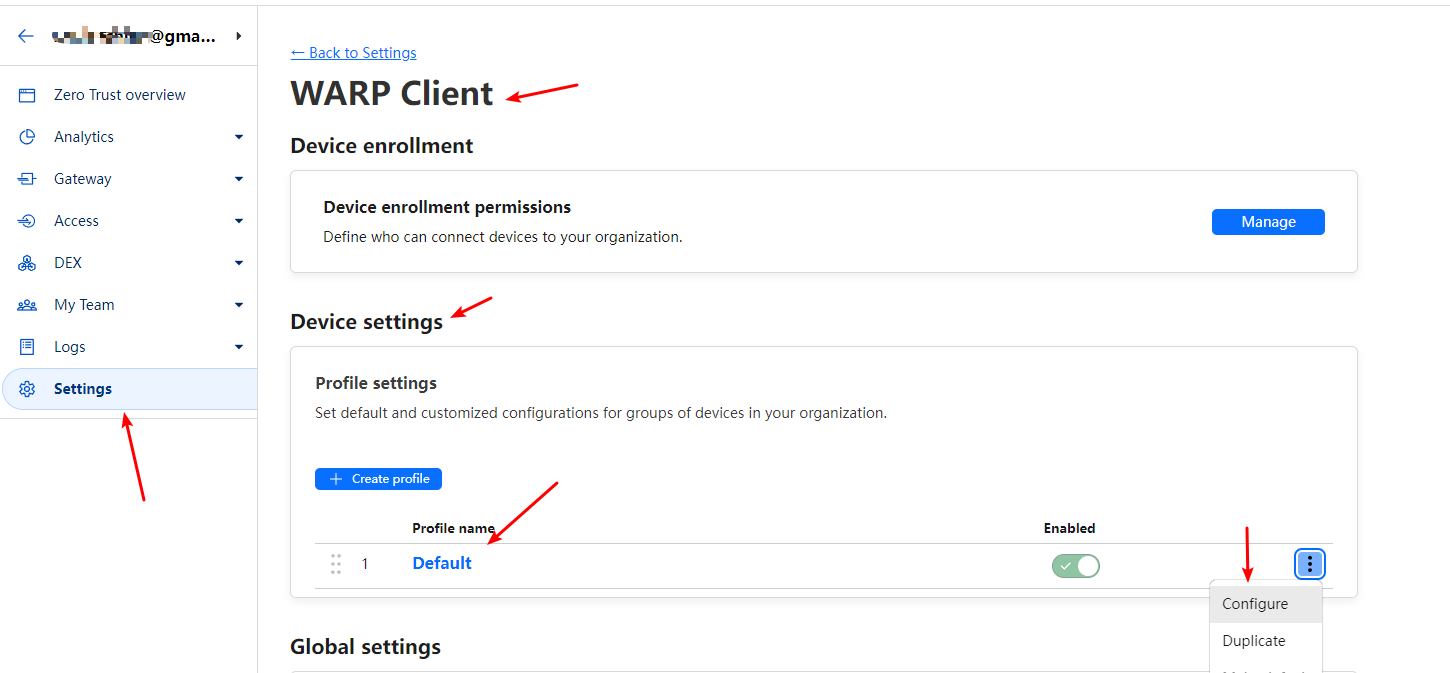 @gma...
Zero Trust overview
Analytics
Gateway
Access
DEX
My Team
Logs
Settings
← Back to Settings
WARP Client
Device enrollment
Device enrollment permissions
Define who can connect devices to your organization.
Manage
Device settings
Profile settings
Set default and customized configurations for groups of devices in your organization.
Create profile
Profile name Enabled
1 Default
Configure
Duplicate
Global settings